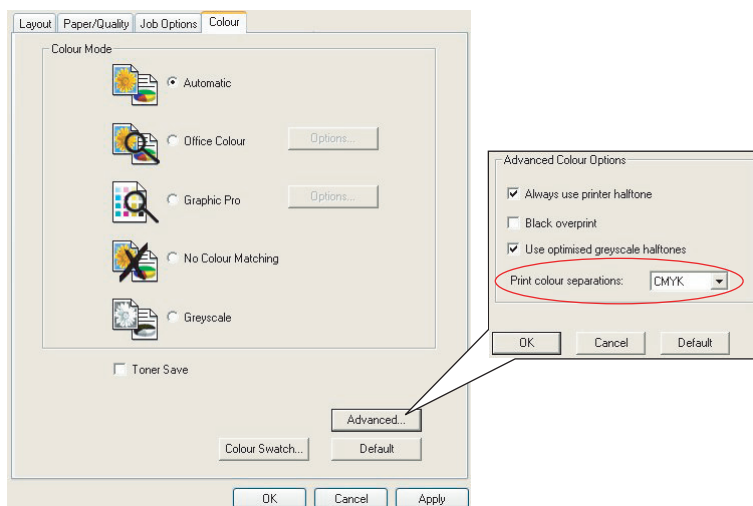 Layout Paper/Quality Job Options Colour
Colour Mode
Automatic
Office Colour Options...
Graphic Pro Options...
No Colour Matching
Greyscale
Toner Save
Advanced...
Colour Swatch... Default
OK Cancel Apply
Advanced Colour Options
Always use printer halftone
Black overprint
Use optimised greyscale halftones
Print colour separations: CMYK
OK Cancel Default